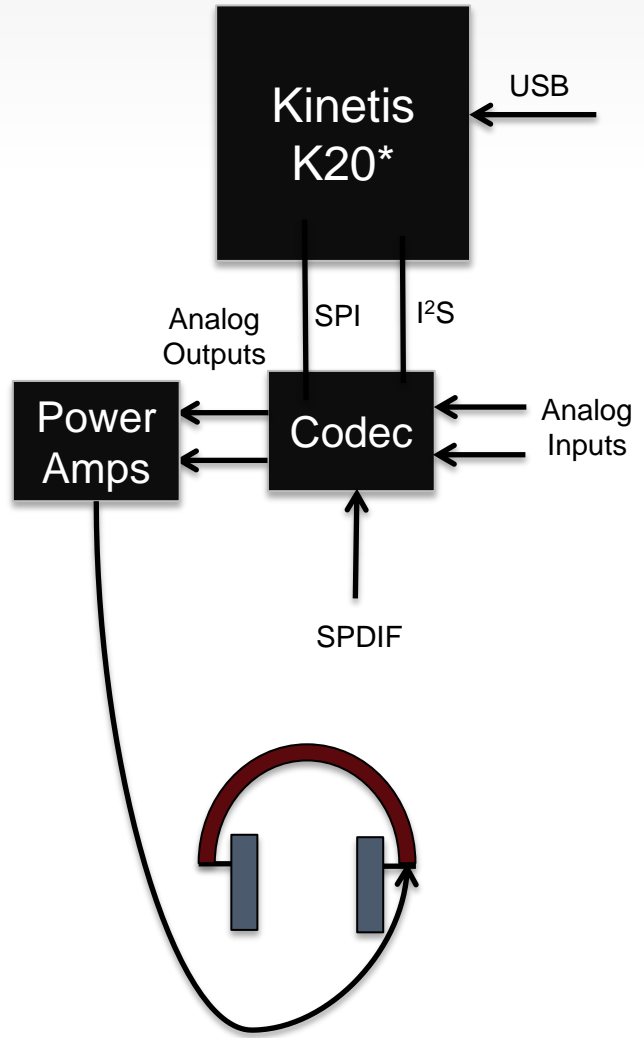 Kinetis
K20*
USB
SPI
I²S
Analog
Outputs
Power
Amps
Codec
Analog
Inputs
SPDIF